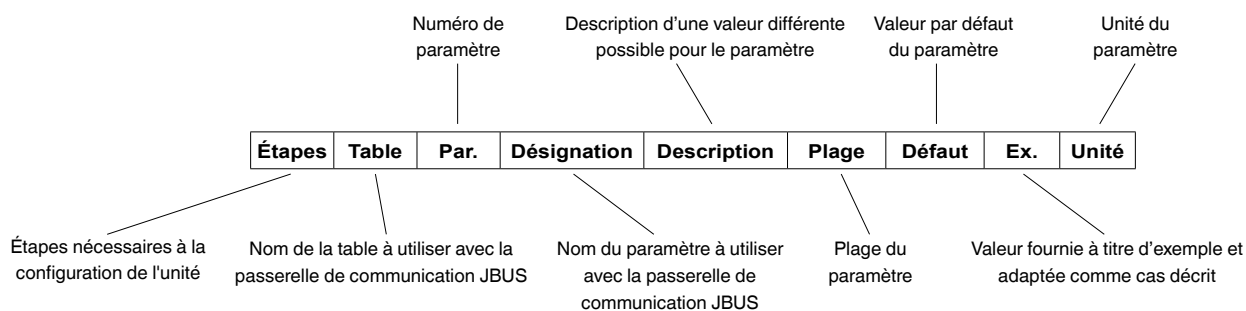 Numéro de
paramètre
Description d’une valeur différente
possible pour le paramètre
Valeur par défaut
du paramètre
Unité du
paramètre
Étapes Table Par. Désignation Description Plage Défaut Ex. Unité
Étapes nécessaires à la
configuration de l'unité
Nom de la table à utiliser avec la
passerelle de communication JBUS
Nom du paramètre à utiliser
avec la passerelle de
communication JBUS
Plage du
paramètre
Valeur fournie à titre d’exemple et
adaptée comme cas décrit